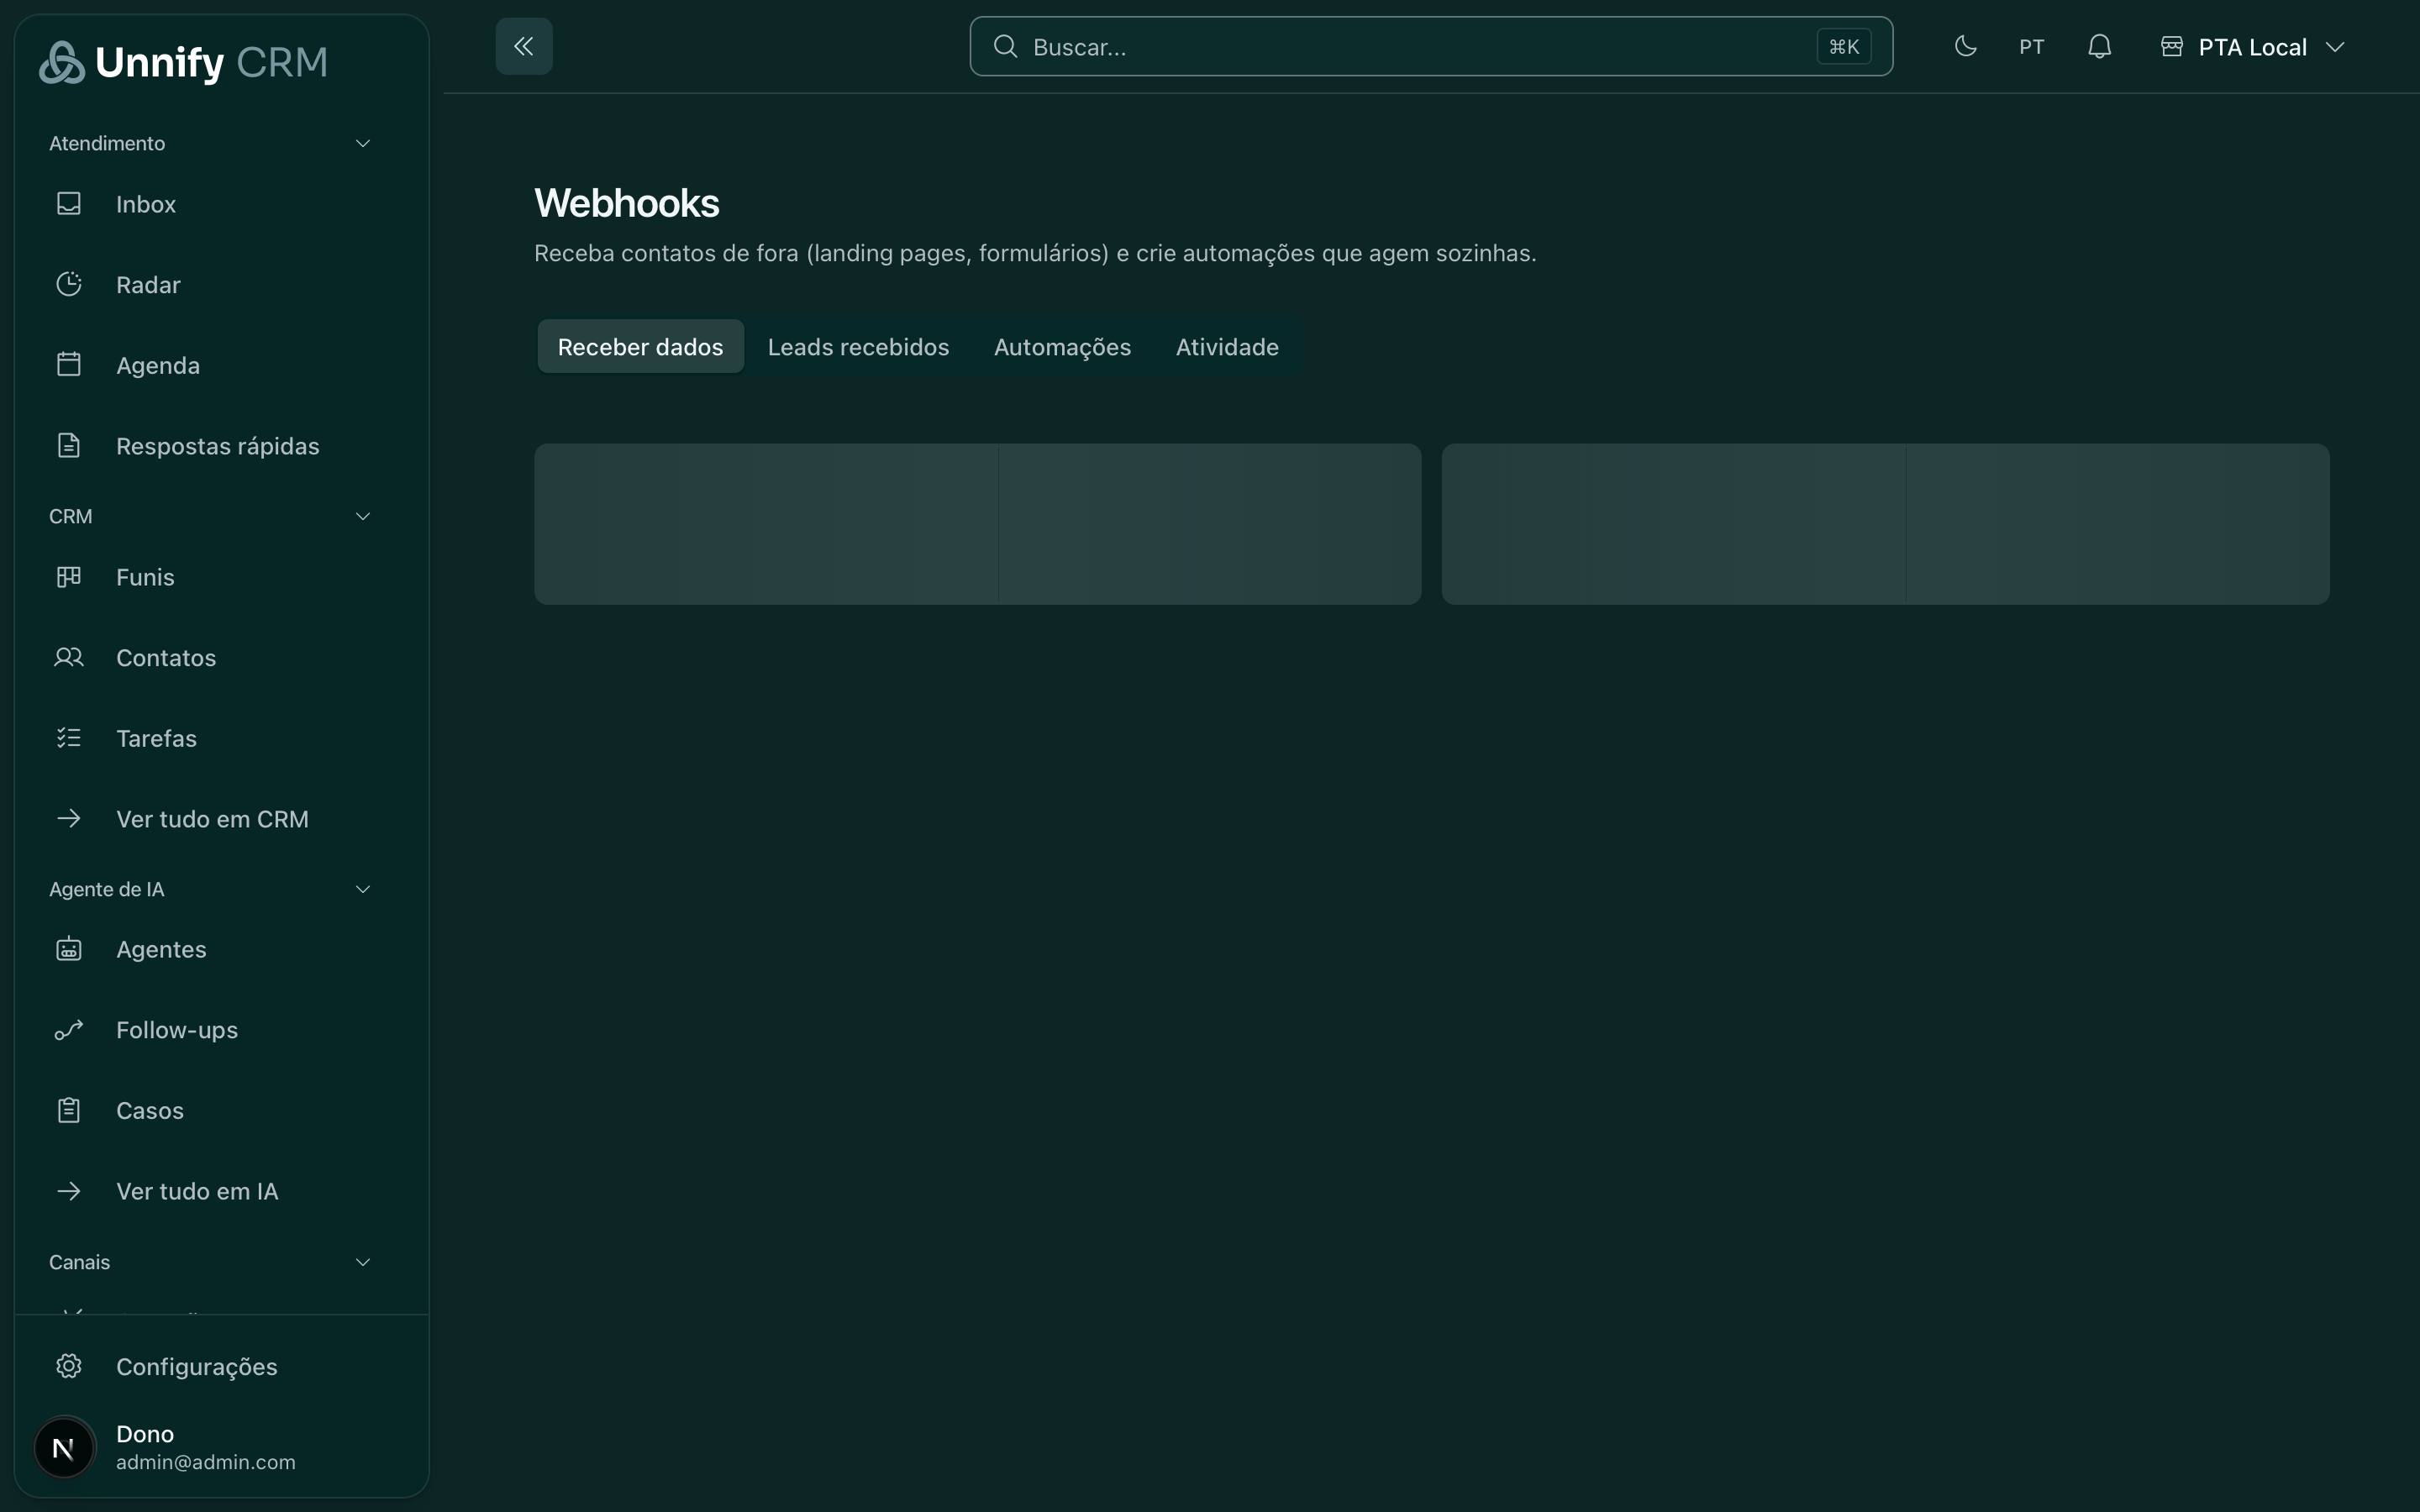 Unnify CRM
Buscar...
⌘K
PT
PTA Local
Atendimento
Inbox
Radar
Agenda
Respostas rápidas
CRM
Funis
Contatos
Tarefas
Ver tudo em CRM
Agente de IA
Agentes
Follow-ups
Casos
Ver tudo em IA
Canais
Configurações
N
Dono
admin@admin.com
Webhooks
Receba contatos de fora (landing pages, formulários) e crie automações que agem sozinhas.
Receber dados
Leads recebidos
Automações
Atividade